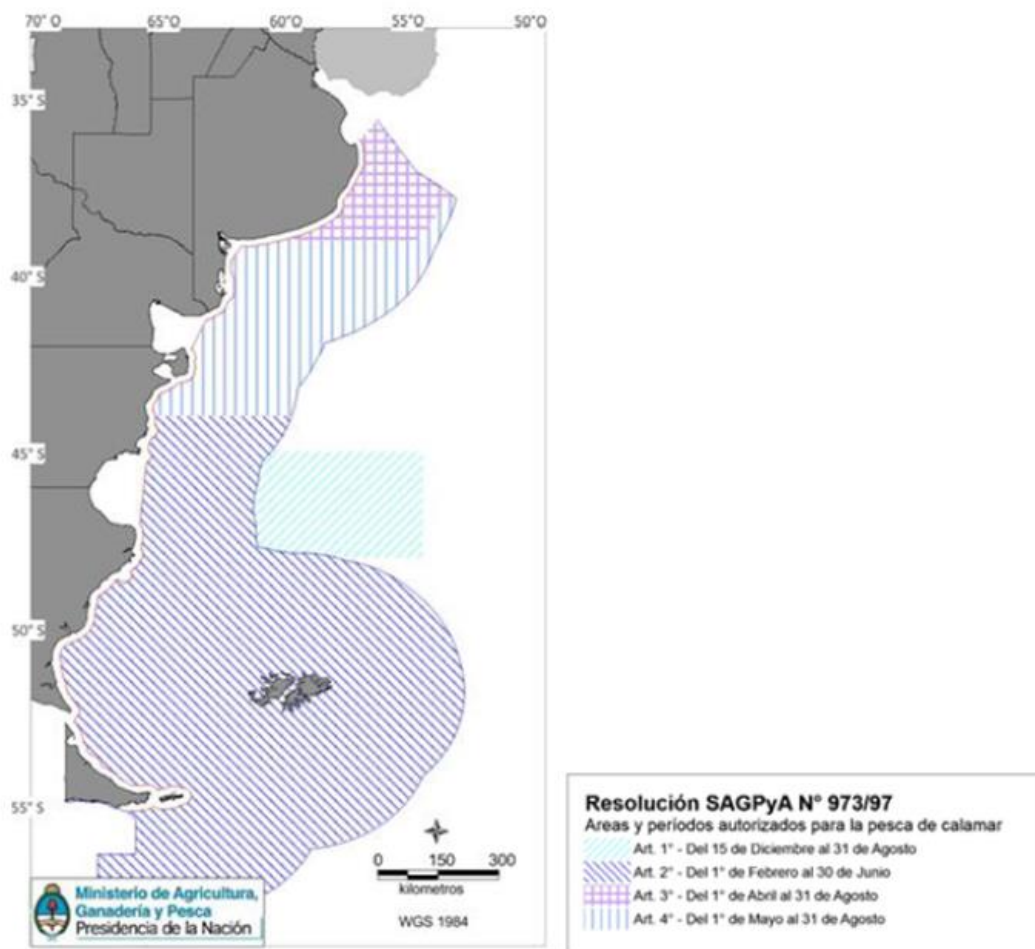 70° O 65°O 60°O 55°O 50°O
35° S
40° S
45° S
50° S
55° S
0 150 300
kilometros
WGS 1984
Ministerio de Agricultura,
Ganadería y Pesca
Presidencia de la Nación
Resolución SAGPyA N° 973/97
Areas y períodos autorizados para la pesca de calamar
Art. 1° - Del 15 de Diciembre al 31 de Agosto
Art. 2° - Del 1° de Febrero al 30 de Junio
Art. 3° - Del 1° de Abril al 31 de Agosto
Art. 4° - Del 1° de Mayo al 31 de Agosto